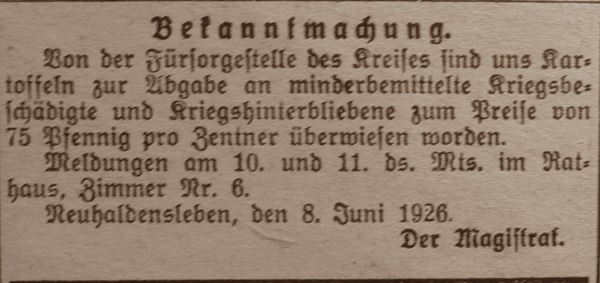 Bekanntmachung.
Von der Fürsorgestelle des Kreises sind uns Kar-
toffeln zur Abgabe an minderbemittelte Kriegsbe-
schädigte und Kriegshinterbliebene zum Preise von
75 Pfennig pro Zentner überwiesen worden.
Meldungen am 10. und 11. ds. Mts. im Rat-
haus, Zimmer Nr. 6.
Neuhaldensleben, den 8. Juni 1926.
Der Magistrat.